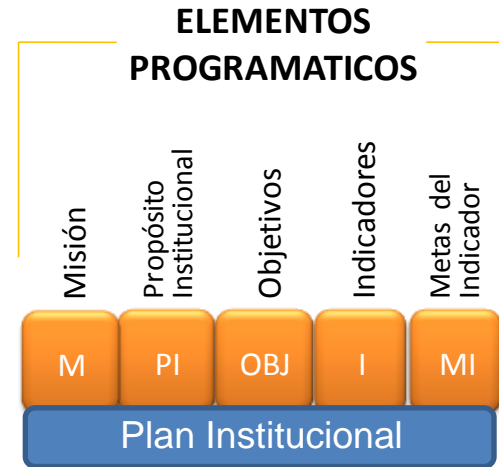 ELEMENTOS
PROGRAMATICOS
Misión
Propósito
Institucional
Objetivos
Indicadores
Metas del
Indicador
M
PI
OBJ
I
MI
Plan Institucional